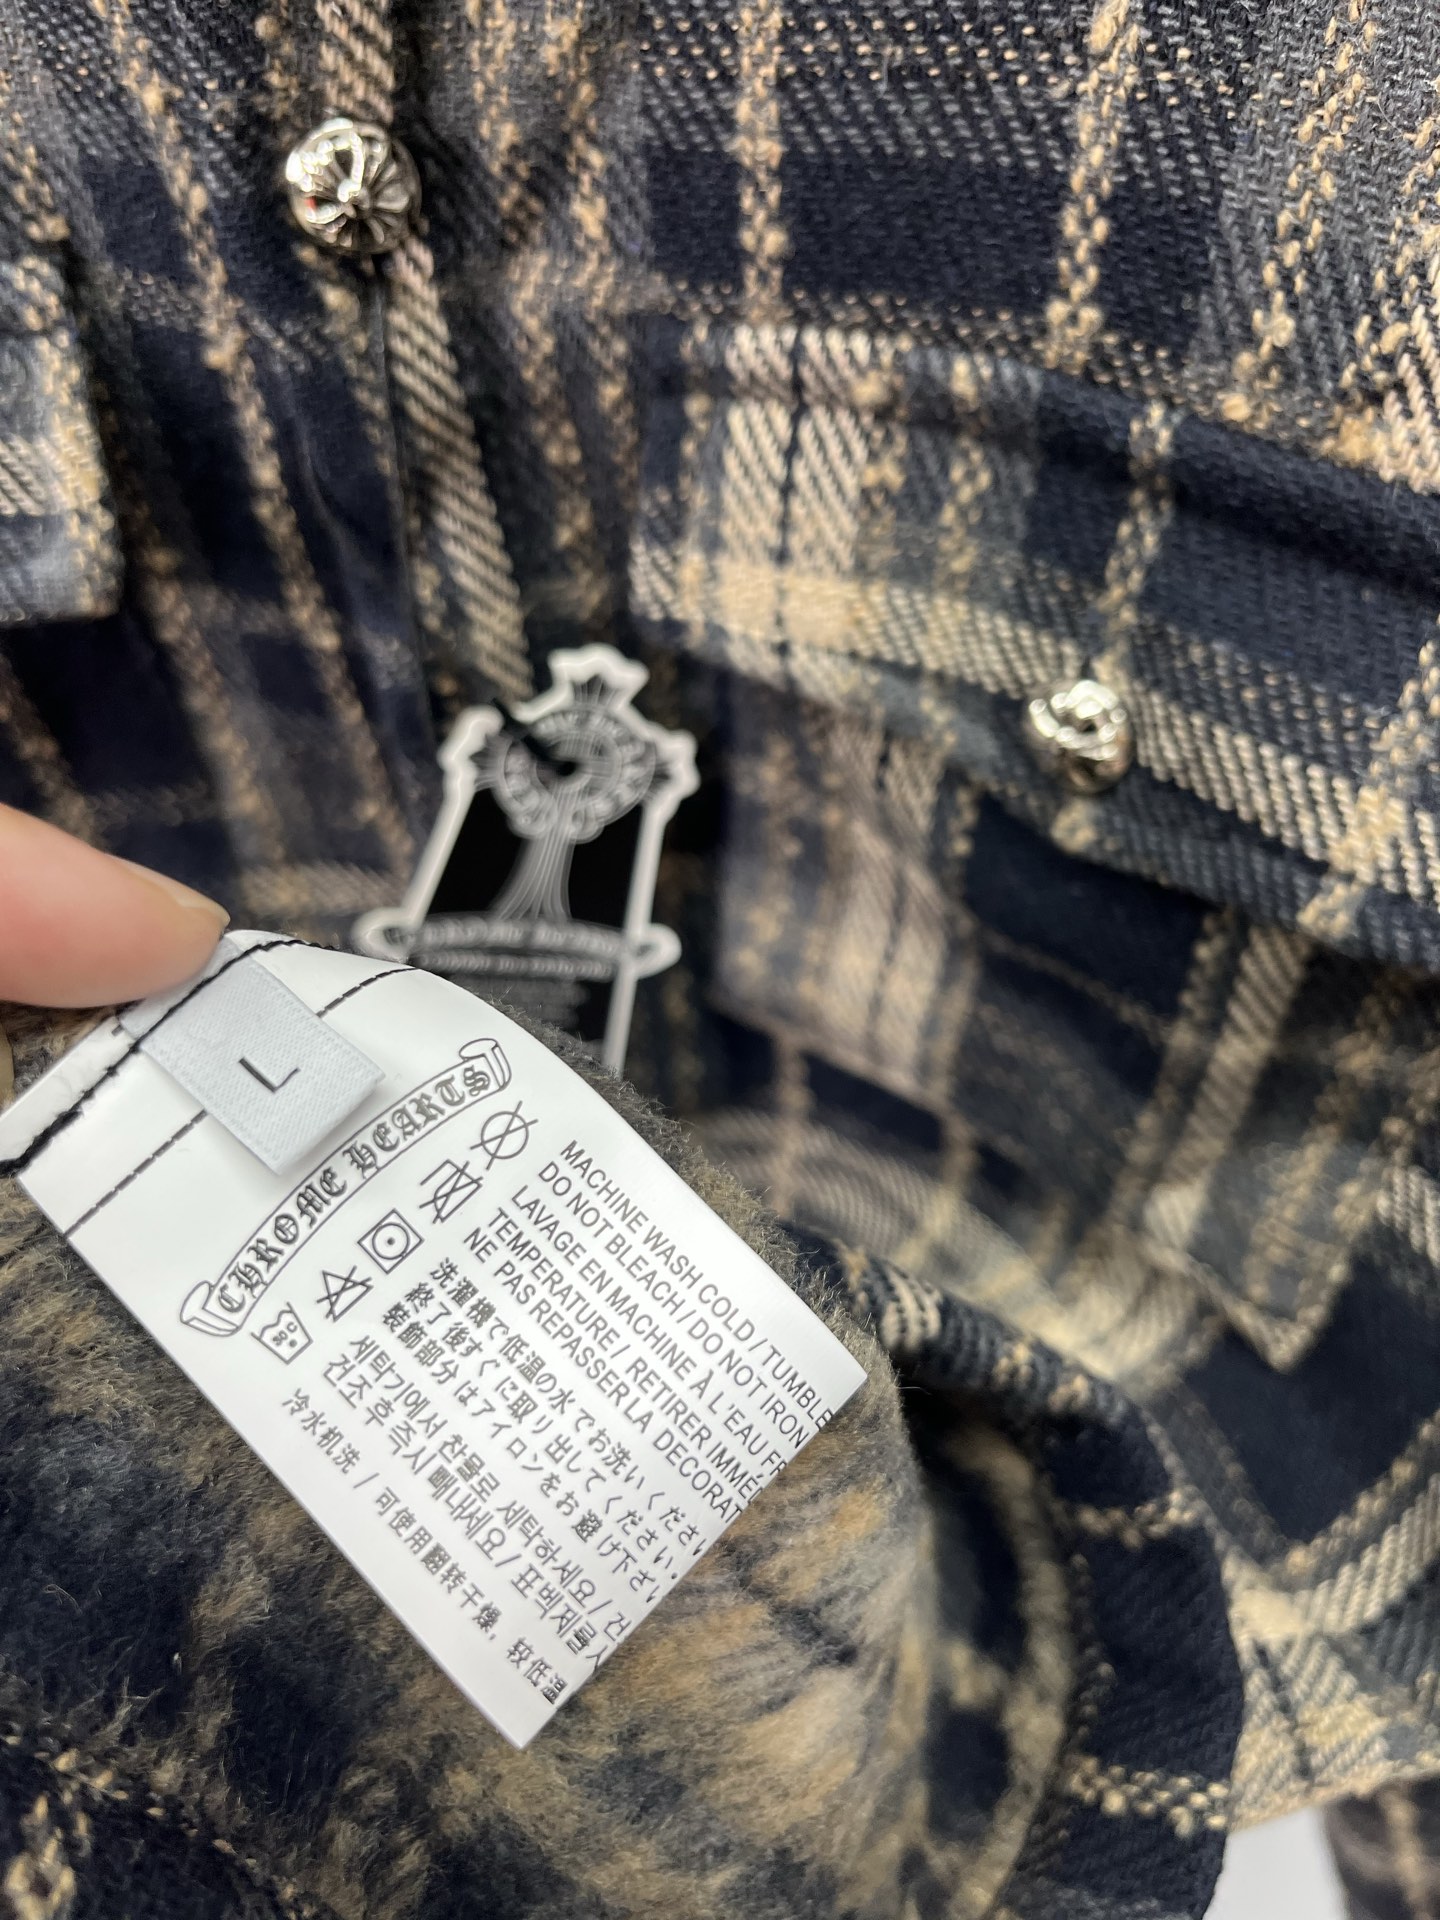 L
CHROME HEARTS
MACHINE WASH COLD / TUMBLE
DO NOT BLEACH / DO NOT IRON
LAVAGE EN MACHINE À L'EAU FR
TEMPERATURE / RETIRER IMMÉD
NE PAS REPASSER LA DECORAT
洗濯機で低温の水でお洗いください
終了後すぐに取り出してください.
装飾部分はアイロンをお避け下さい
세탁기에서 찬물로 세탁하세요 / 건
건조 후 즉시 빼내세요 / 표백제를 사
冷水机洗 / 可使用翻转干燥, 较低温